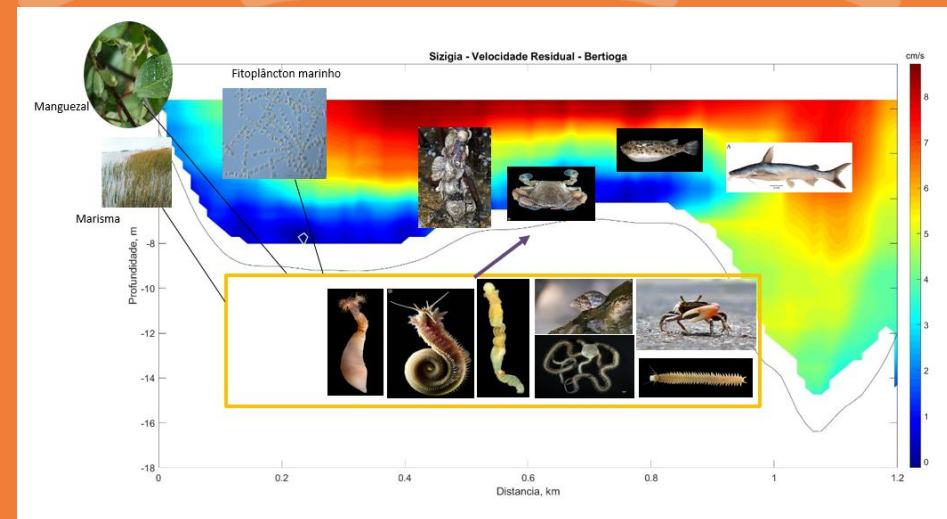 Sizígia - Velocidade Residual - Bertioga
cm/s
Manguezal
Fitoplâncton marinho
Marisma
A
Profundidade, m
-8
-10
-12
-14
-16
-18
0
0.2
0.4
0.6
0.8
1
1.2
Distancia, km
8
7
6
5
4
3
2
1
0